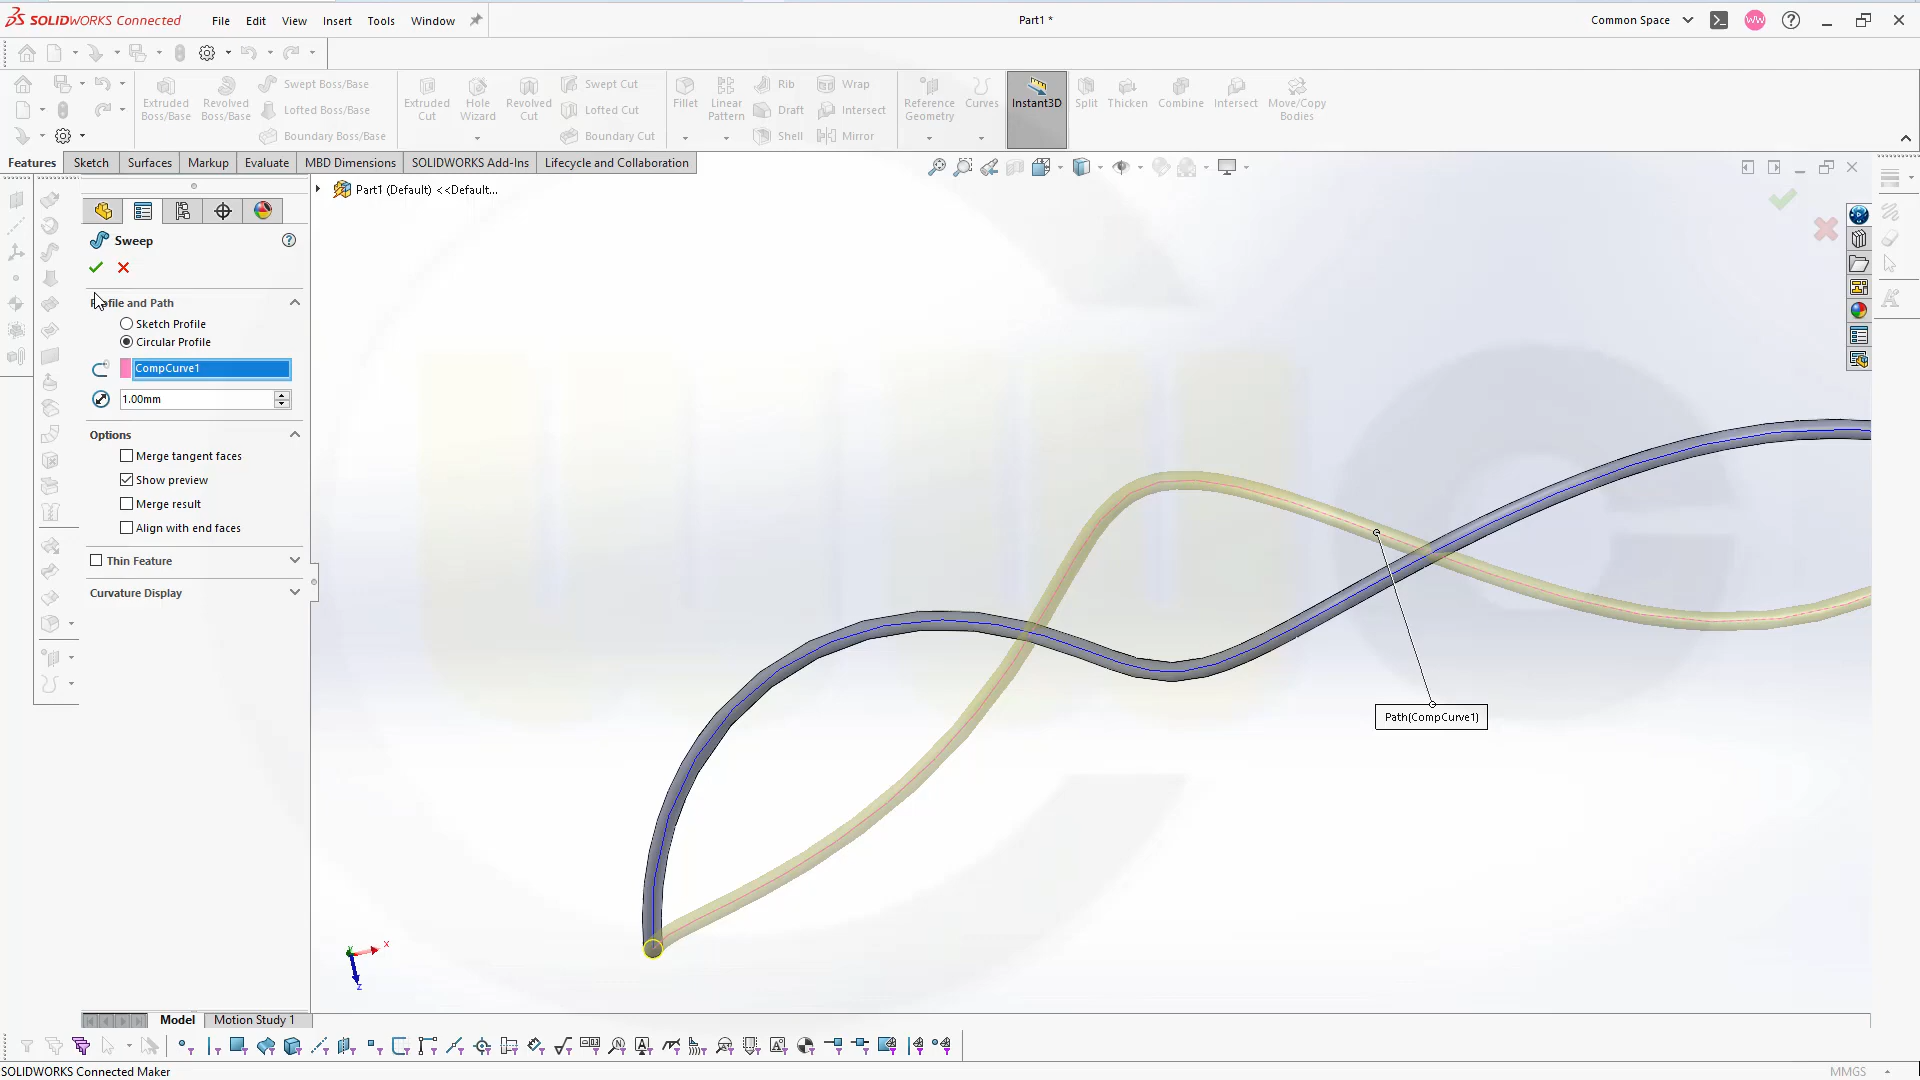 SOLIDWORKS Connected File Edit View Insert Tools Window Part1 * Common Space WW
Extruded Boss/Base Revolved Boss/Base Swept Boss/Base Lofted Boss/Base Boundary Boss/Base Extruded Cut Hole Wizard Revolved Cut Swept Cut Lofted Cut Boundary Cut Fillet Linear Pattern Rib Draft Shell Wrap Intersect Mirror Reference Geometry Curves Instant3D Split Thicken Combine Intersect Move/Copy Bodies
Features Sketch Surfaces Markup Evaluate MBD Dimensions SOLIDWORKS Add-Ins Lifecycle and Collaboration
Part1 (Default) <<Default...
Sweep
Profile and Path
Sketch Profile
Circular Profile
CompCurve1
1.00mm
Options
Merge tangent faces
Show preview
Merge result
Align with end faces
Thin Feature
Curvature Display
Path(CompCurve1)
x
Y
z
Model Motion Study 1
SOLIDWORKS Connected Maker MMGS